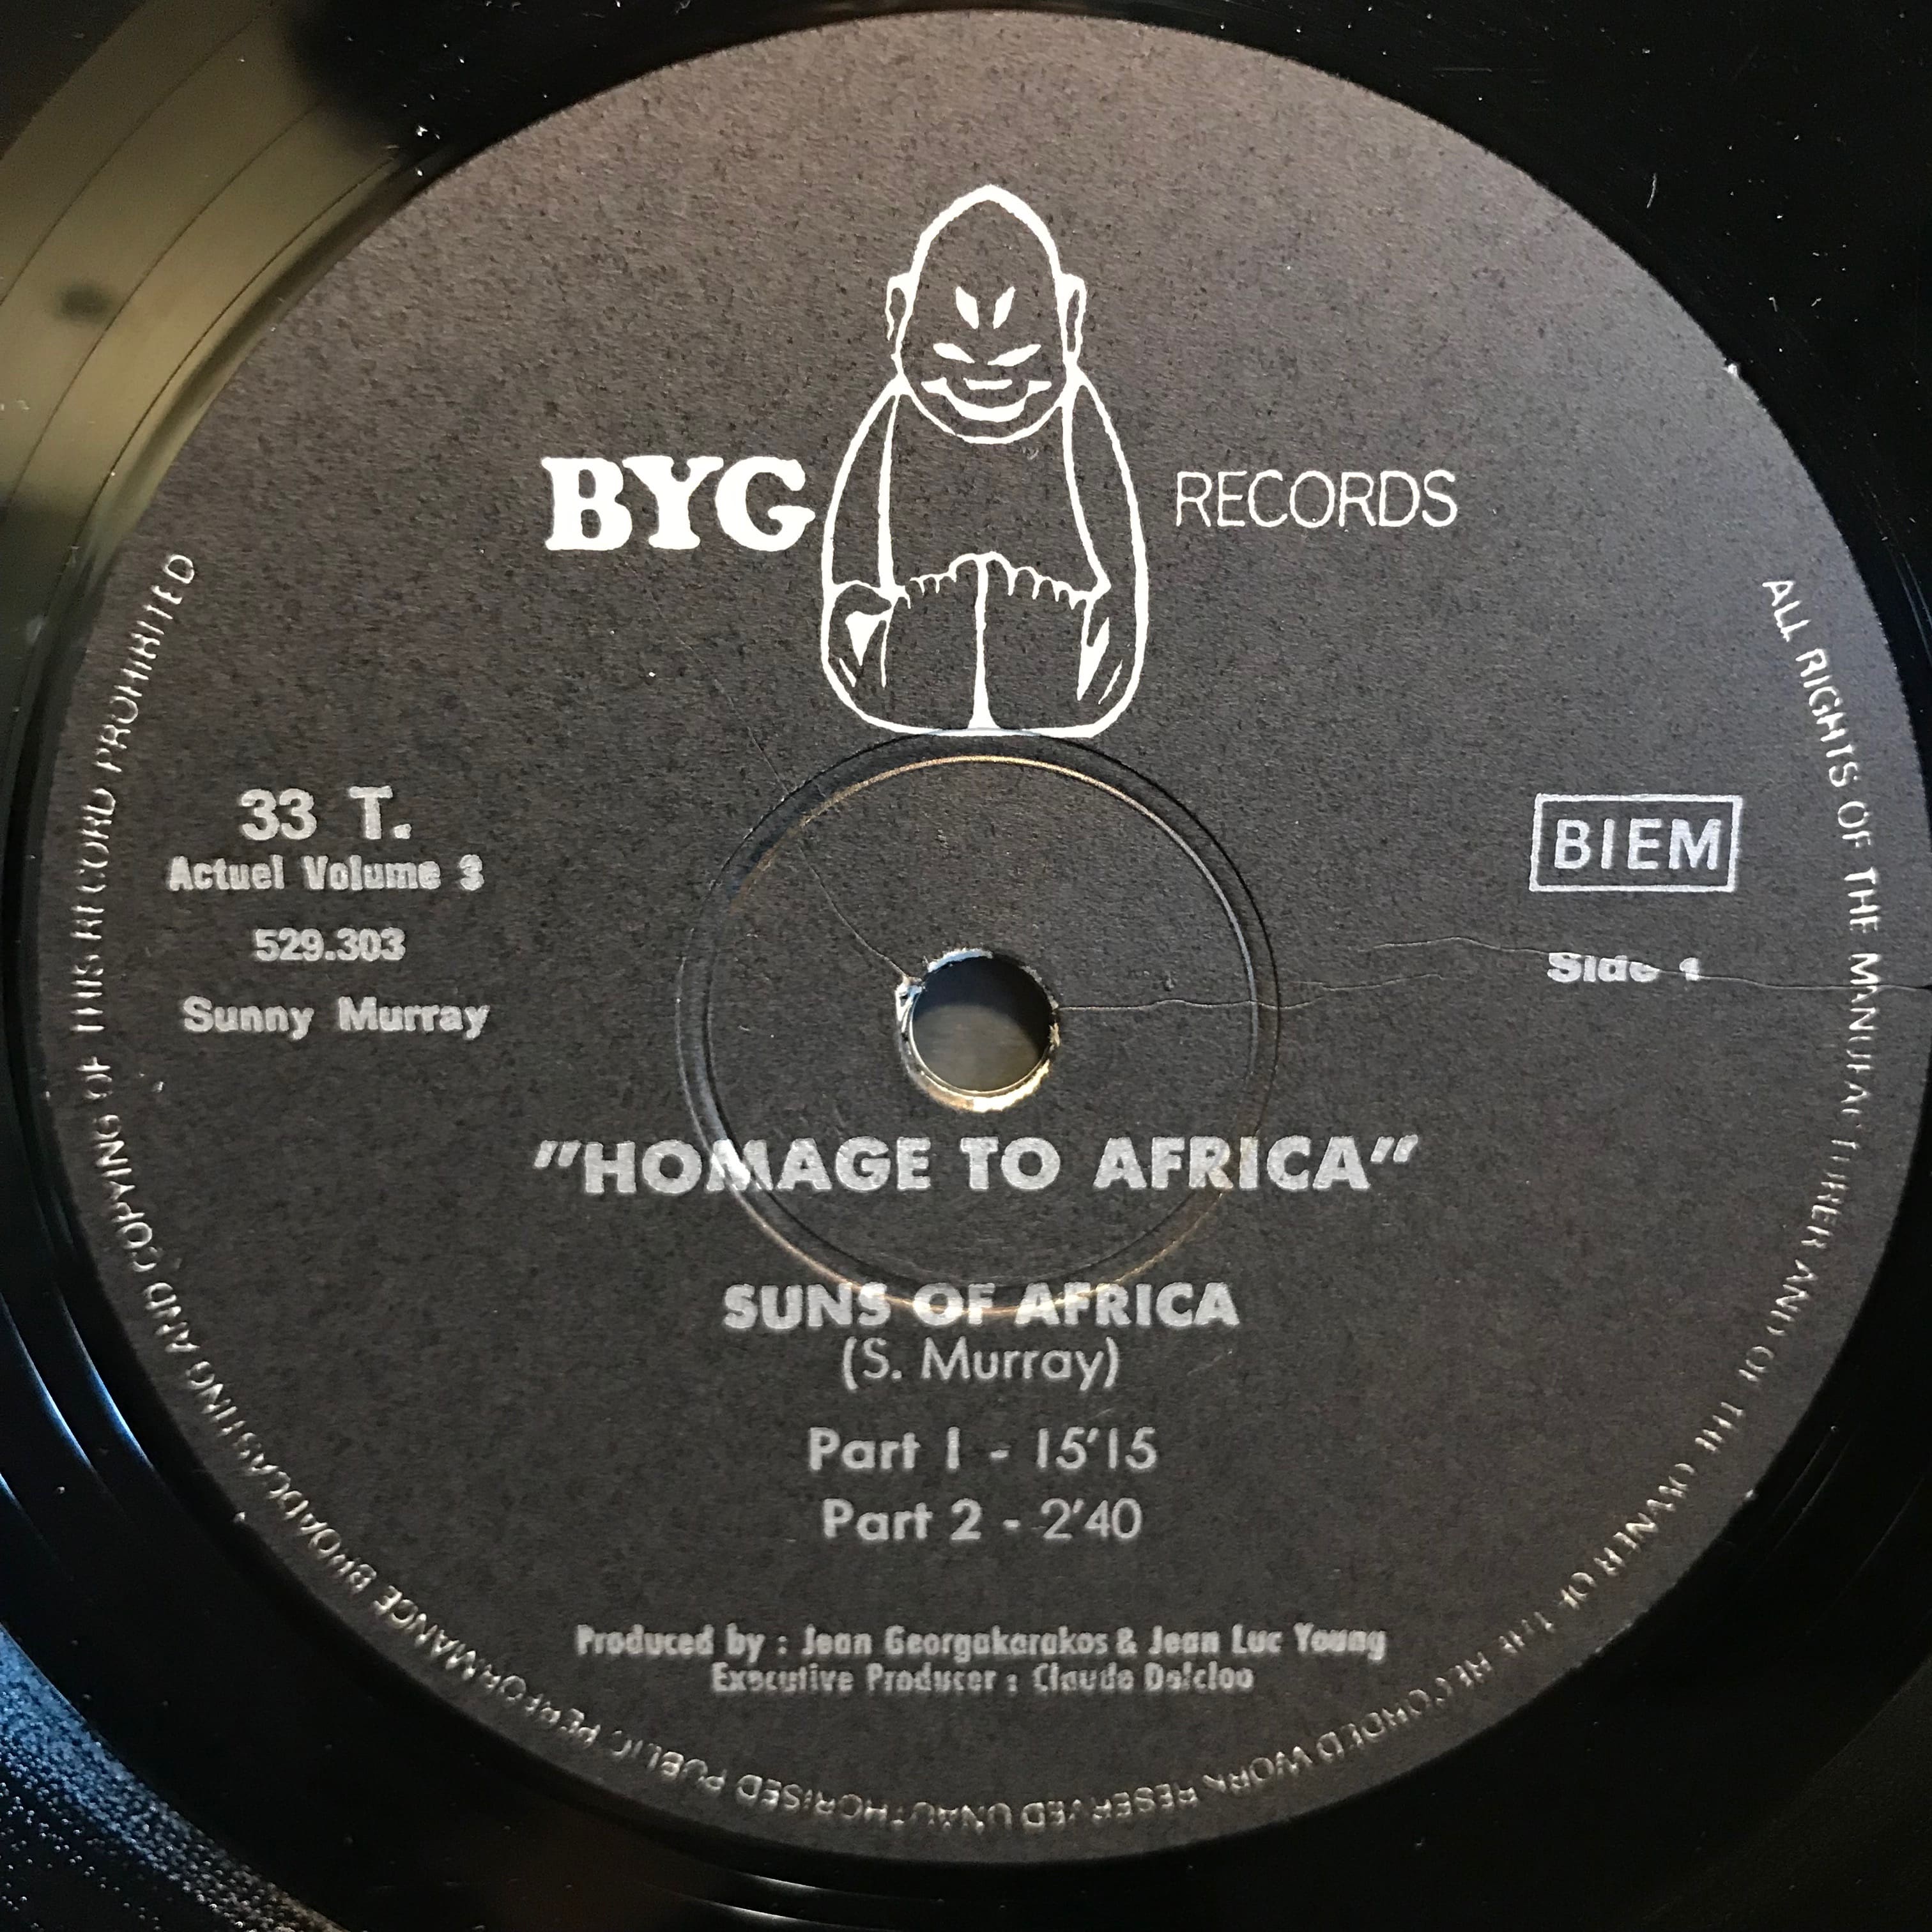 BYG RECORDS
33 T.
Actuel Volume 3
529.303
Sunny Murray
BIEM
Side 1
"HOMAGE TO AFRICA"
SUNS OF AFRICA
(S. Murray)
Part 1 - 15'15
Part 2 - 2'40
Produced by : Jean Georgakarakos & Jean Luc Young
Executive Producer : Claude Delcloo
ALL RIGHTS OF THE MANUFACTURER AND OF THE OWNER OF THE RECORDED WORK RESERVED UNAUTHORISED PUBLIC PERFORMANCE BROADCASTING AND COPYING OF THIS RECORD PROHIBITED